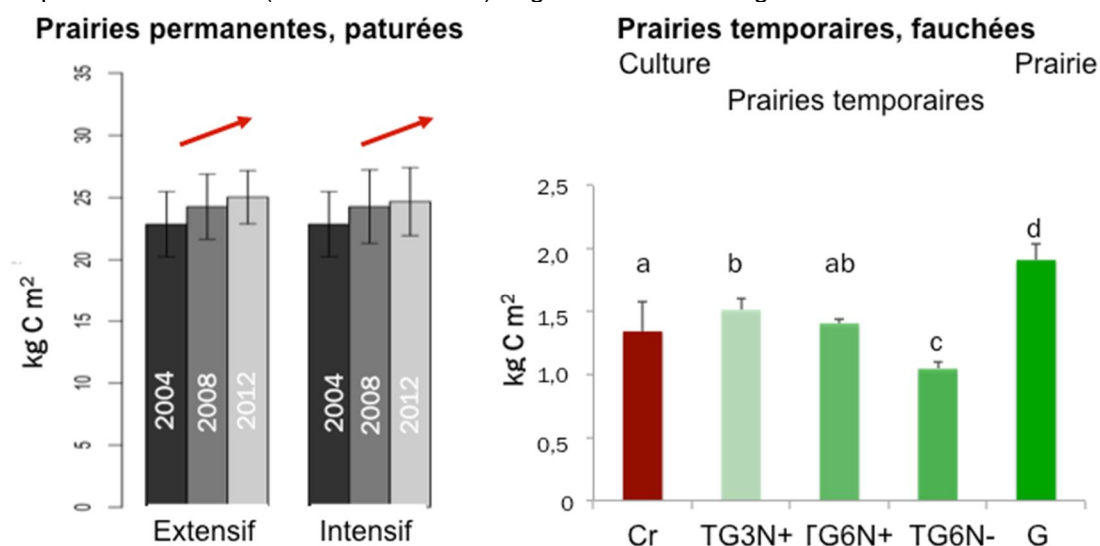 Prairies permanentes, paturées
35
30
25
20
15
10
5
0
kg C m²
2004
2008
2012
2004
2008
2012
Extensif
Intensif
Prairies temporaires, fauchées
Culture
Prairie
Prairies temporaires
2,5
2,0
1,5
1,0
0,5
0
kg C m²
a
b
ab
c
d
Cr
TG3N+
TG6N+
TG6N-
G